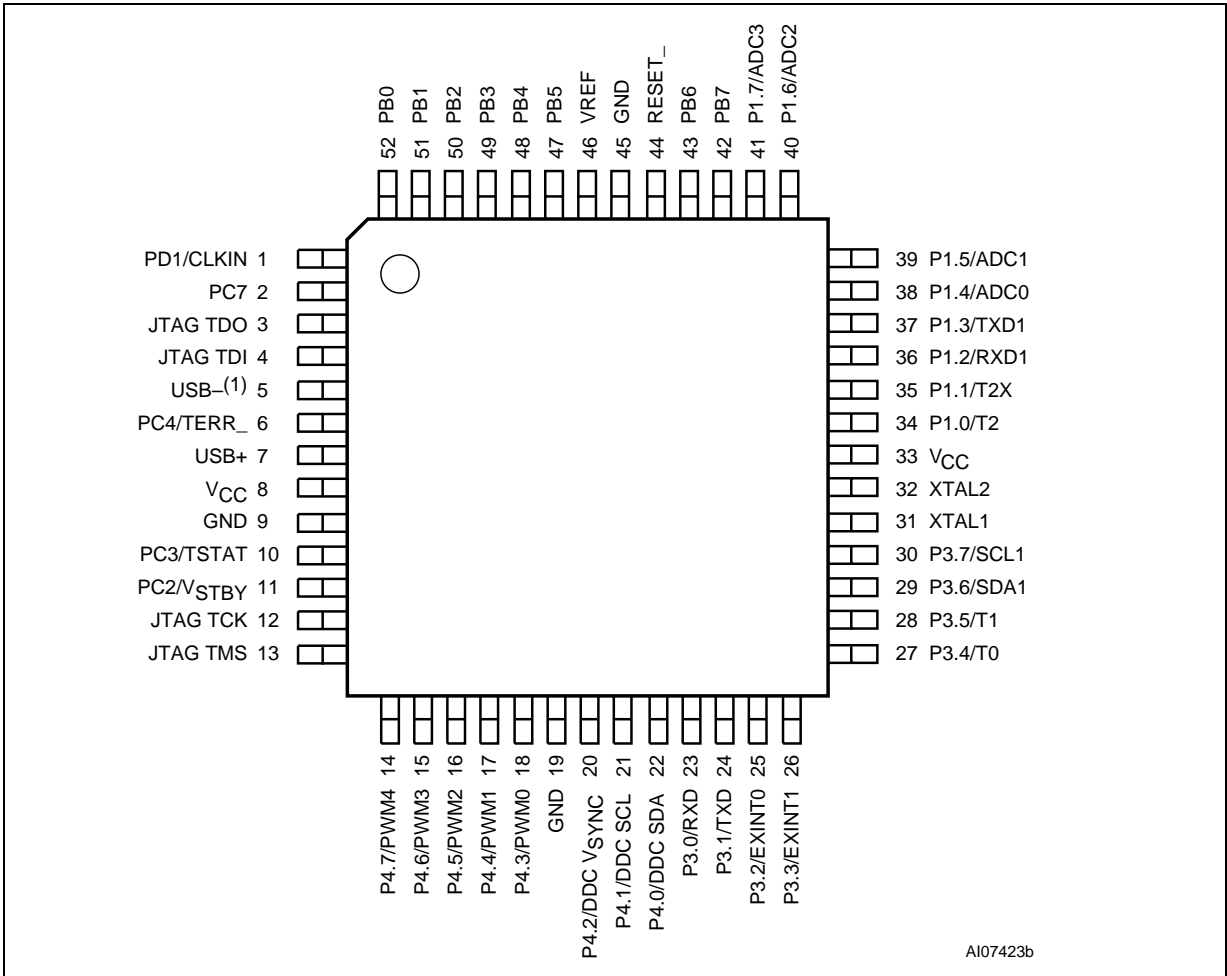 52 PB0
51 PB1
50 PB2
49 PB3
48 PB4
47 PB5
46 VREF
45 GND
44 RESET_
43 PB6
42 PB7
41 P1.7/ADC3
40 P1.6/ADC2
PD1/CLKIN 1
PC7 2
JTAG TDO 3
JTAG TDI 4
USB–(1) 5
PC4/TERR_ 6
USB+ 7
VCC 8
GND 9
PC3/TSTAT 10
PC2/VSTBY 11
JTAG TCK 12
JTAG TMS 13
39 P1.5/ADC1
38 P1.4/ADC0
37 P1.3/TXD1
36 P1.2/RXD1
35 P1.1/T2X
34 P1.0/T2
33 VCC
32 XTAL2
31 XTAL1
30 P3.7/SCL1
29 P3.6/SDA1
28 P3.5/T1
27 P3.4/T0
P4.7/PWM4 14
P4.6/PWM3 15
P4.5/PWM2 16
P4.4/PWM1 17
P4.3/PWM0 18
GND 19
P4.2/DDC VSYNC 20
P4.1/DDC SCL 21
P4.0/DDC SDA 22
P3.0/RXD 23
P3.1/TXD 24
P3.2/EXINT0 25
P3.3/EXINT1 26
AI07423b